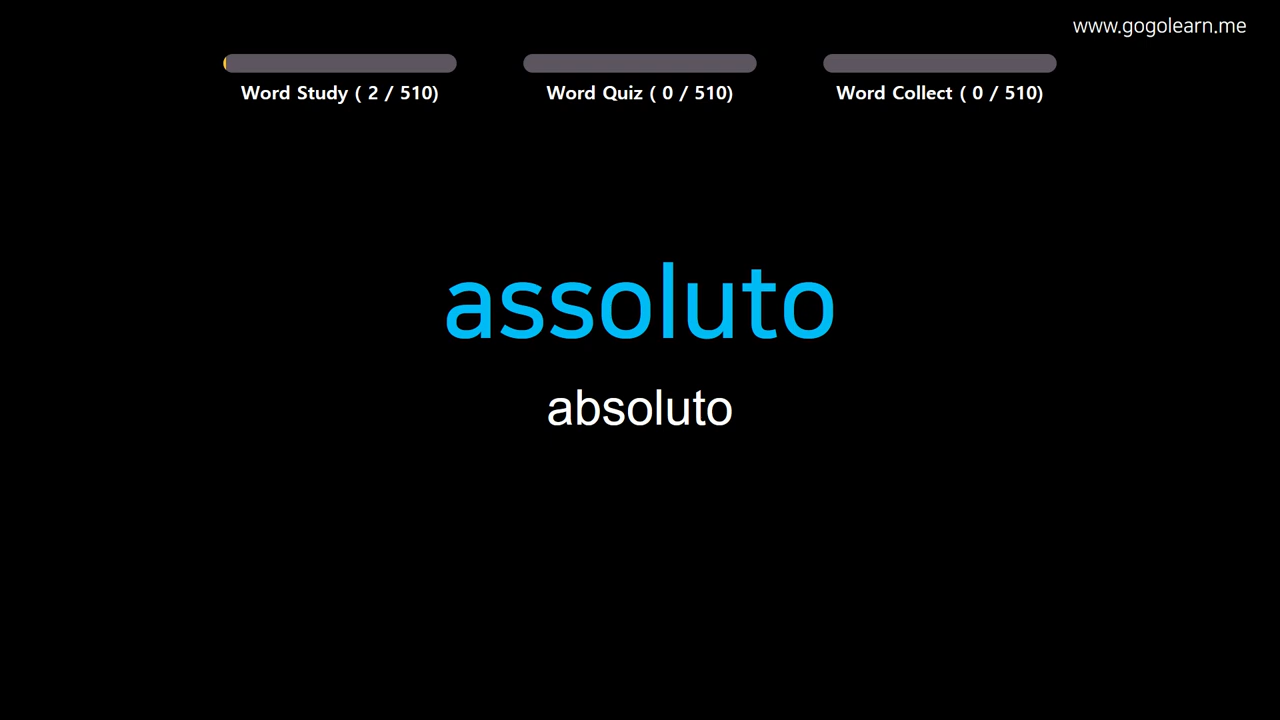 www.gogolearn.me
Word Study ( 2 / 510)
Word Quiz ( 0 / 510)
Word Collect ( 0 / 510)
assoluto
absoluto